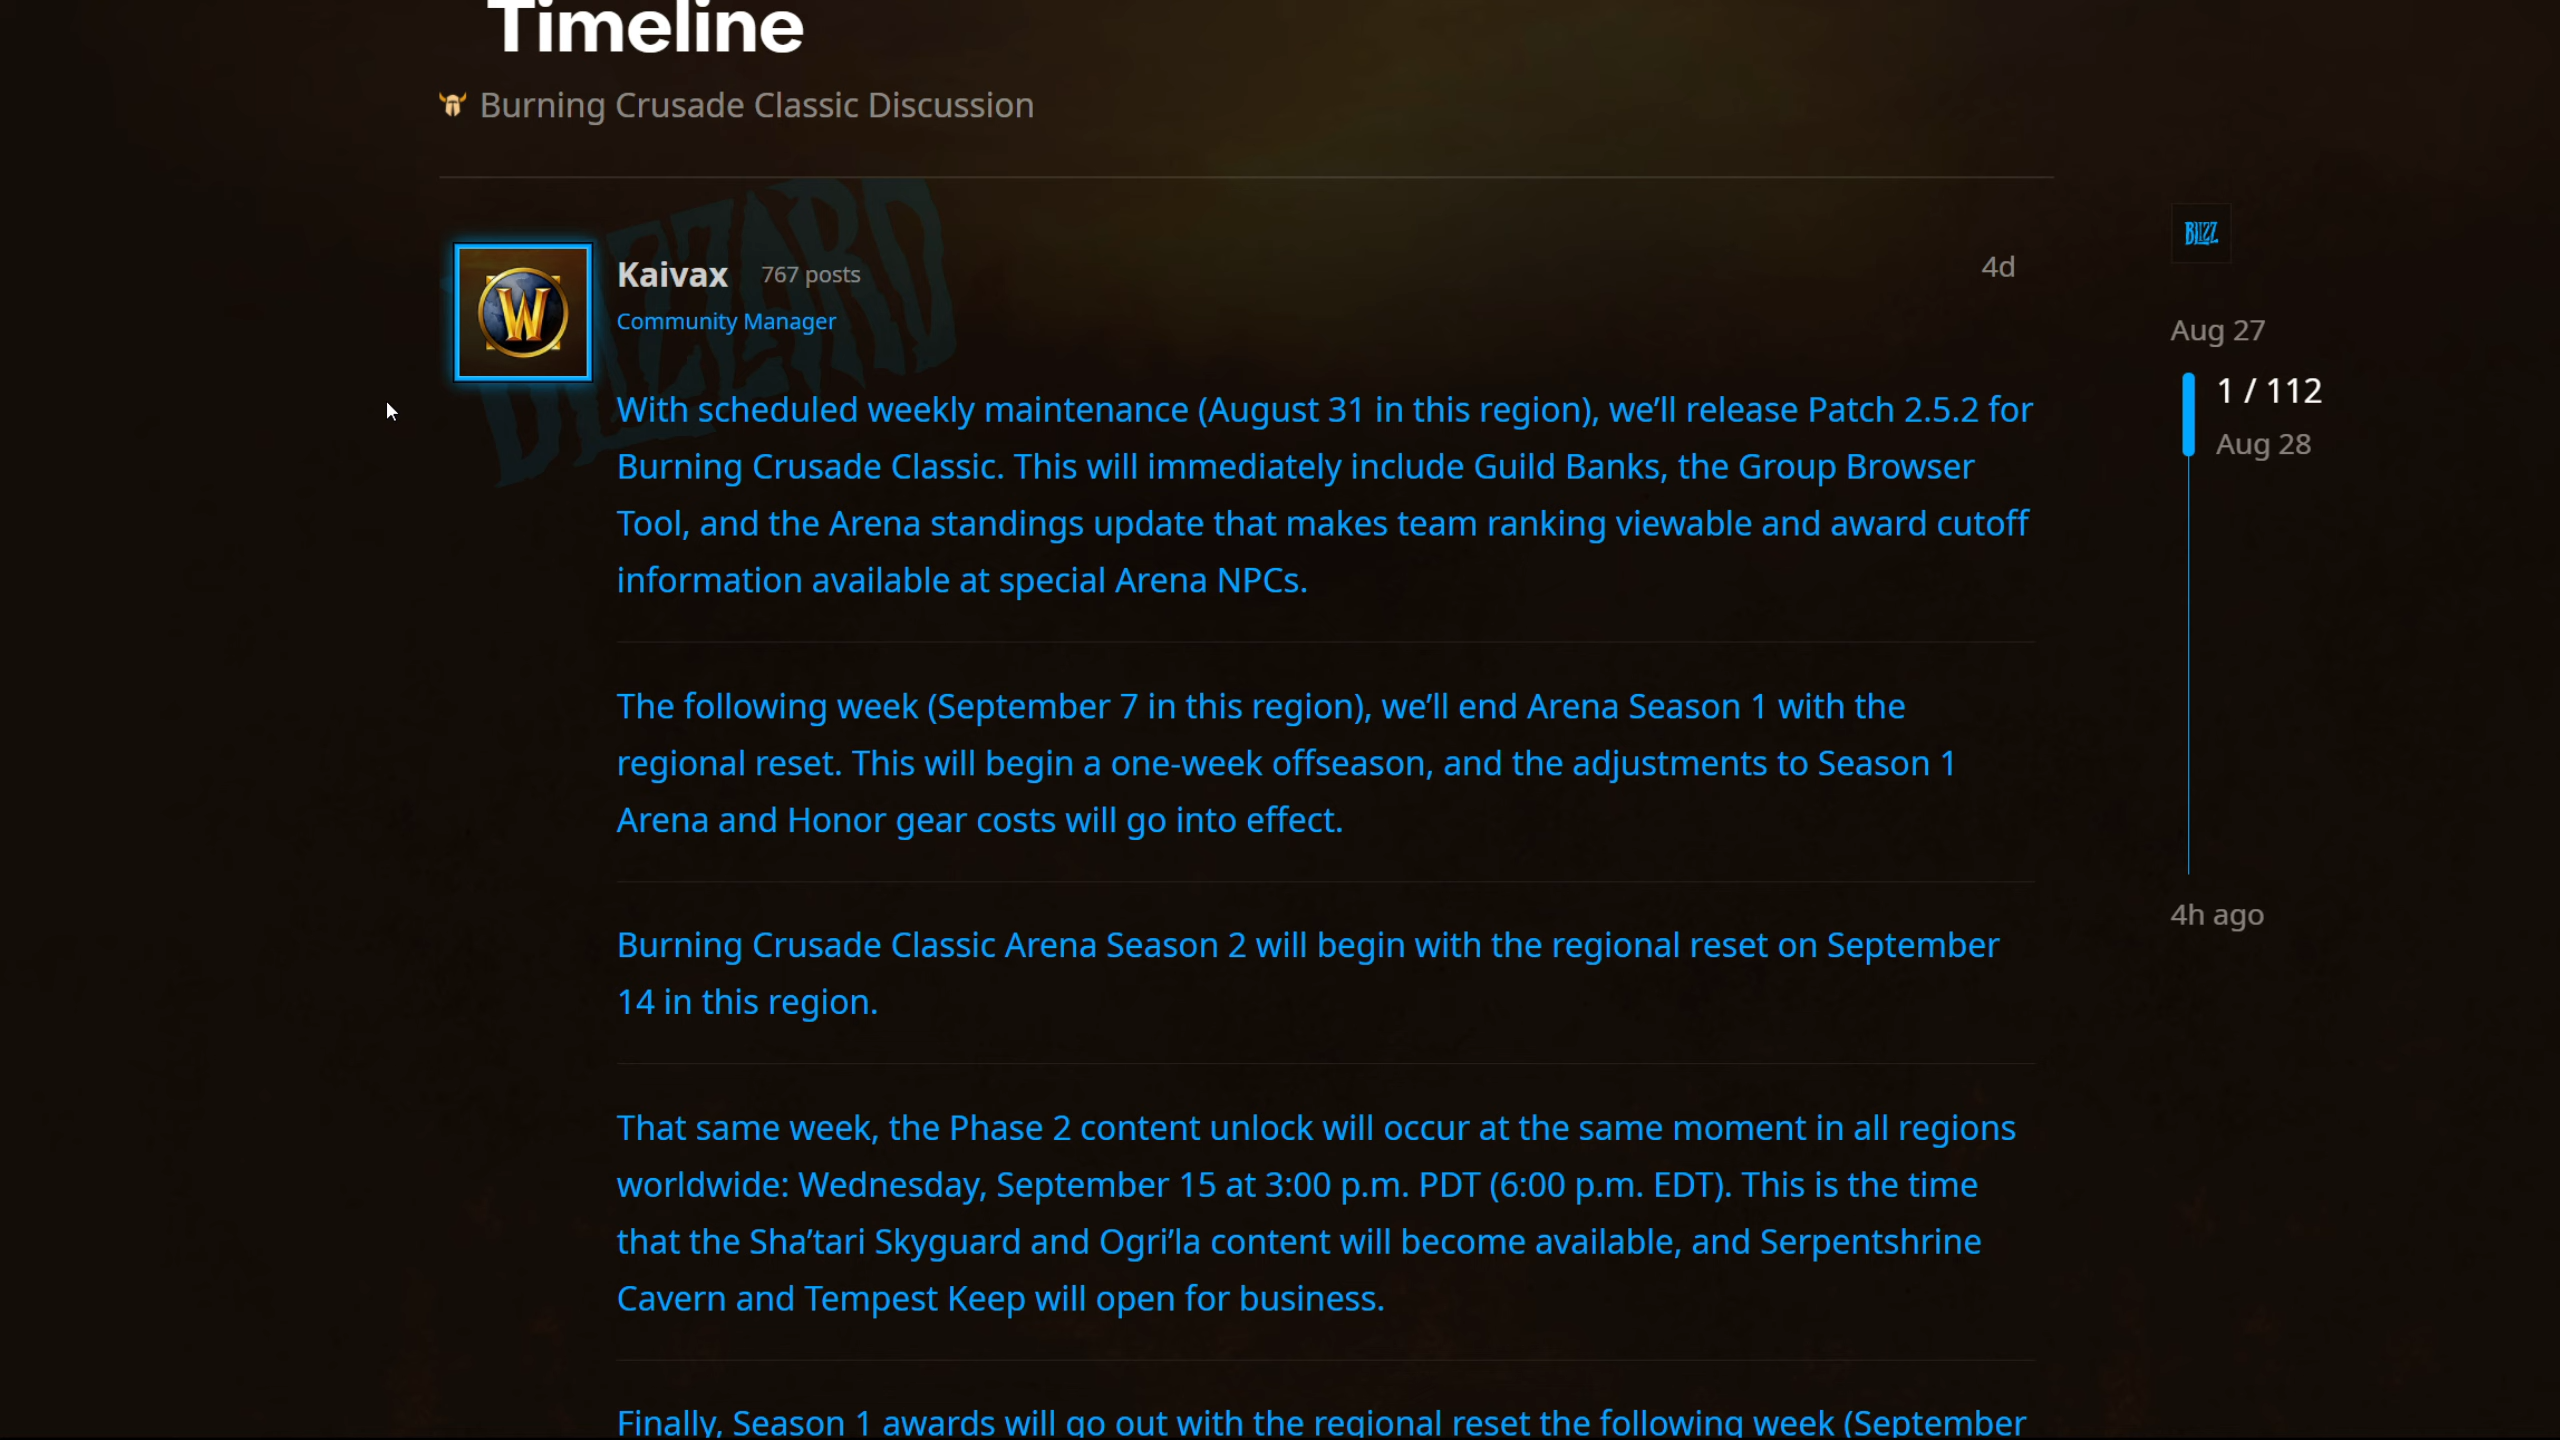 Timeline
Burning Crusade Classic Discussion
BLIZZARD
BLIZZ
W
Kaivax 767 posts 4d
Community Manager
Aug 27
1 / 112
Aug 28
With scheduled weekly maintenance (August 31 in this region), we’ll release Patch 2.5.2 for
Burning Crusade Classic. This will immediately include Guild Banks, the Group Browser
Tool, and the Arena standings update that makes team ranking viewable and award cutoff
information available at special Arena NPCs.
The following week (September 7 in this region), we’ll end Arena Season 1 with the
regional reset. This will begin a one-week offseason, and the adjustments to Season 1
Arena and Honor gear costs will go into effect.
4h ago
Burning Crusade Classic Arena Season 2 will begin with the regional reset on September
14 in this region.
That same week, the Phase 2 content unlock will occur at the same moment in all regions
worldwide: Wednesday, September 15 at 3:00 p.m. PDT (6:00 p.m. EDT). This is the time
that the Sha’tari Skyguard and Ogri’la content will become available, and Serpentshrine
Cavern and Tempest Keep will open for business.
Finally, Season 1 awards will go out with the regional reset the following week (September